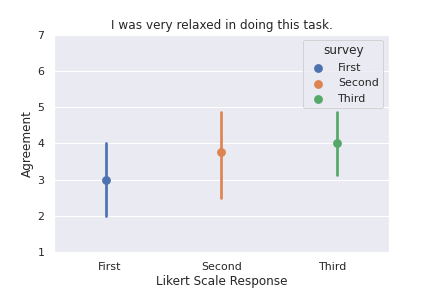 I was very relaxed in doing this task.
7
6
5
4
3
2
1
Agreement
survey
First
Second
Third
First Second Third
Likert Scale Response